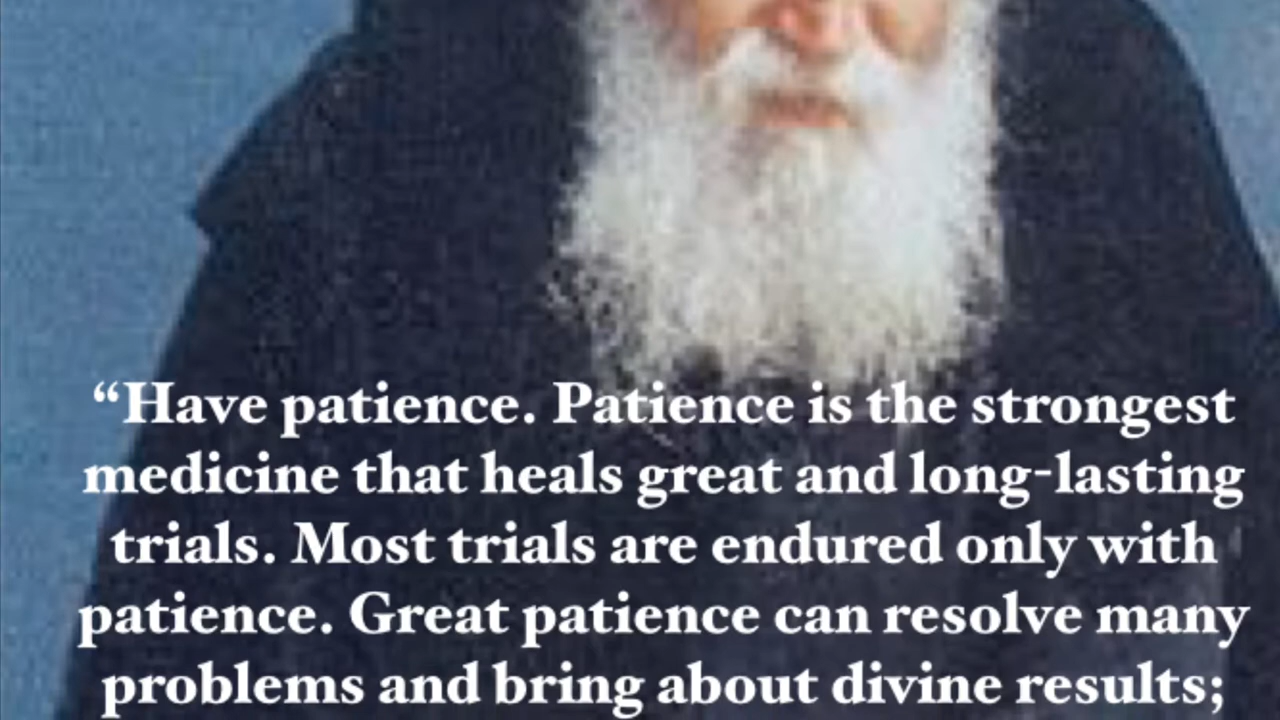 “Have patience. Patience is the strongest
medicine that heals great and long-lasting
trials. Most trials are endured only with
patience. Great patience can resolve many
problems and bring about divine results;